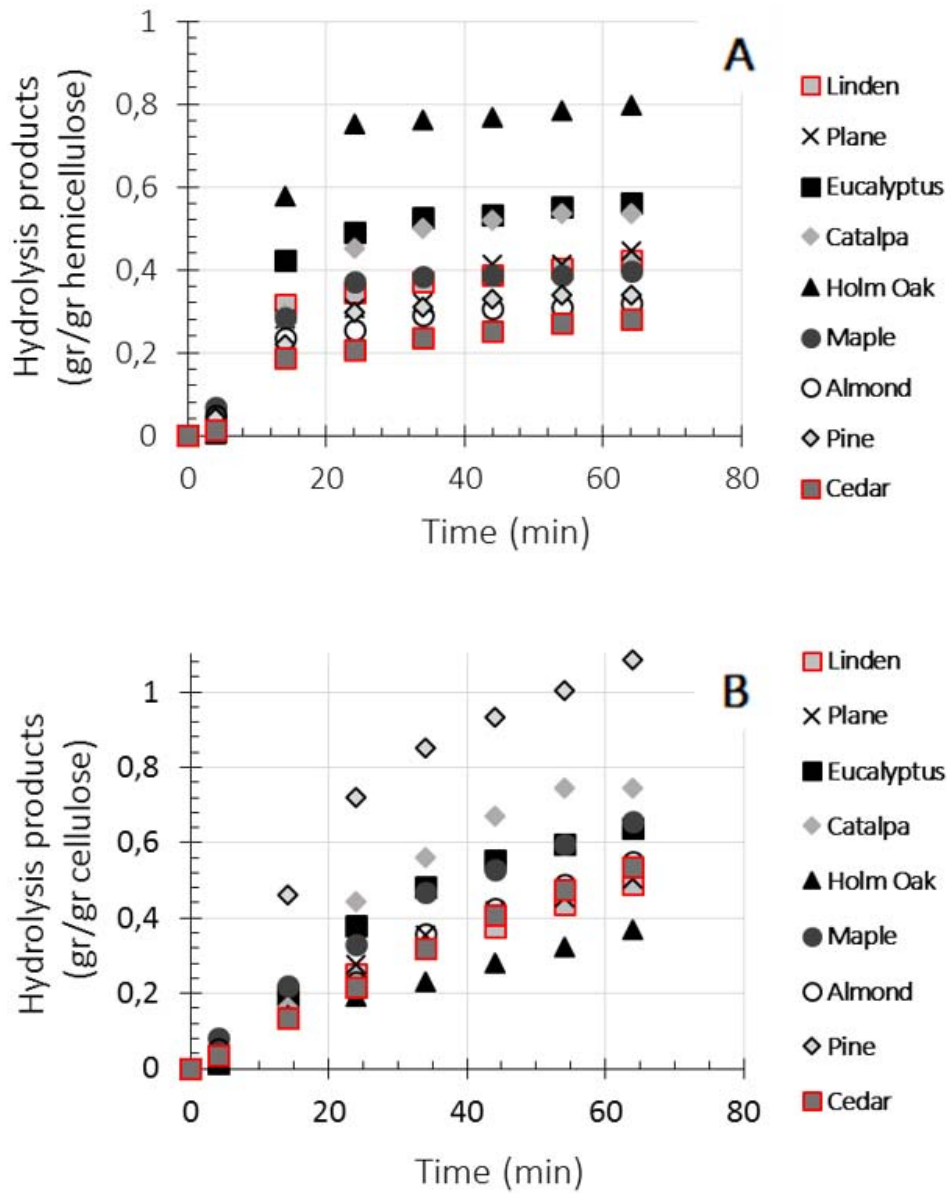 A
Hydrolysis products
(gr/gr hemicellulose)
1
0,8
0,6
0,4
0,2
0
0 20 40 60 80
Time (min)
Linden
Plane
Eucalyptus
Catalpa
Holm Oak
Maple
Almond
Pine
Cedar
B
Hydrolysis products
(gr/gr cellulose)
1
0,8
0,6
0,4
0,2
0
0 20 40 60 80
Time (min)
Linden
Plane
Eucalyptus
Catalpa
Holm Oak
Maple
Almond
Pine
Cedar